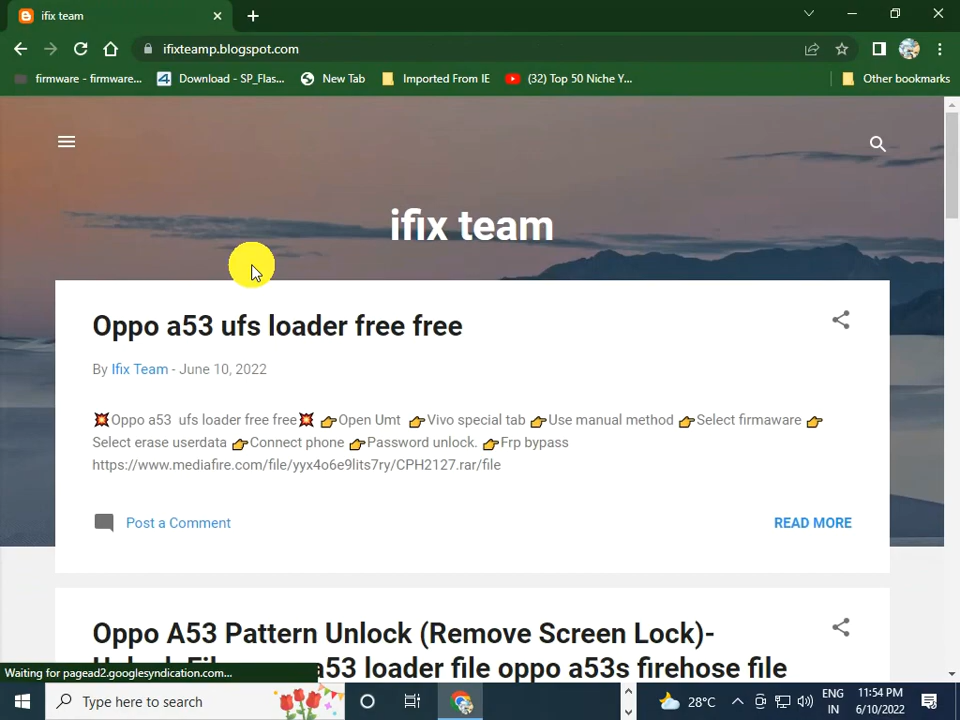 ifix team
ifixteamp.blogspot.com
firmware - firmware...
Download - SP_Flas...
New Tab
Imported From IE
(32) Top 50 Niche Y...
Other bookmarks
ifix team
Oppo a53 ufs loader free free
By Ifix Team - June 10, 2022
💥Oppo a53 ufs loader free free💥 👉Open Umt 👉Vivo special tab 👉Use manual method 👉Select firmaware 👉
Select erase userdata 👉Connect phone 👉Password unlock. 👉Frp bypass
https://www.mediafire.com/file/yyx4o6e9lits7ry/CPH2127.rar/file
Post a Comment
READ MORE
Oppo A53 Pattern Unlock (Remove Screen Lock)-
a53 loader file oppo a53s firehose file
Waiting for pagead2.googlesyndication.com...
Type here to search
28°C
ENG
IN
11:54 PM
6/10/2022